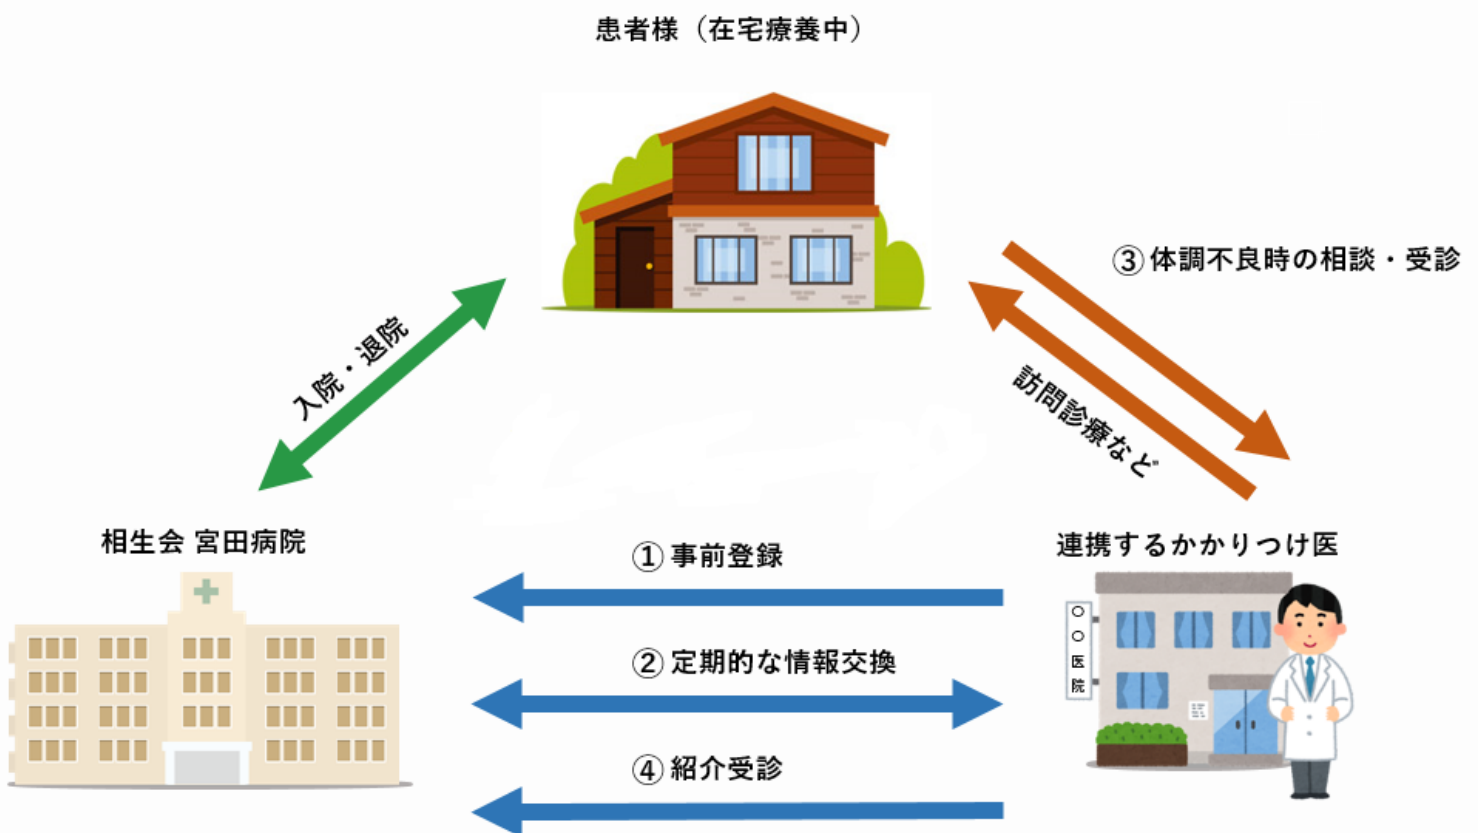 患者様（在宅療養中）
③体調不良時の相談・受診
入院・退院
訪問診療など
相生会 宮田病院
連携するかかりつけ医
①事前登録
〇〇医院
②定期的な情報交換
④紹介受診